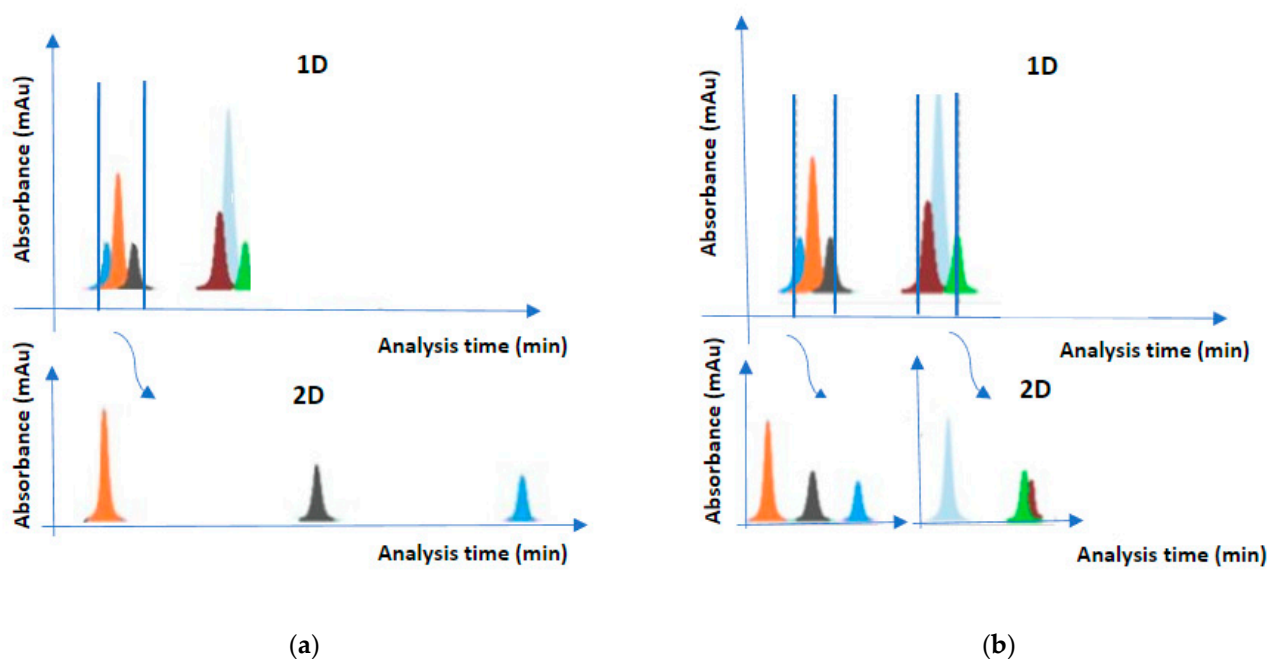 1D
Absorbance (mAu)
Analysis time (min)
2D
Absorbance (mAu)
Analysis time (min)
(a)
1D
Absorbance (mAu)
Analysis time (min)
2D
Absorbance (mAu)
Analysis time (min)
(b)